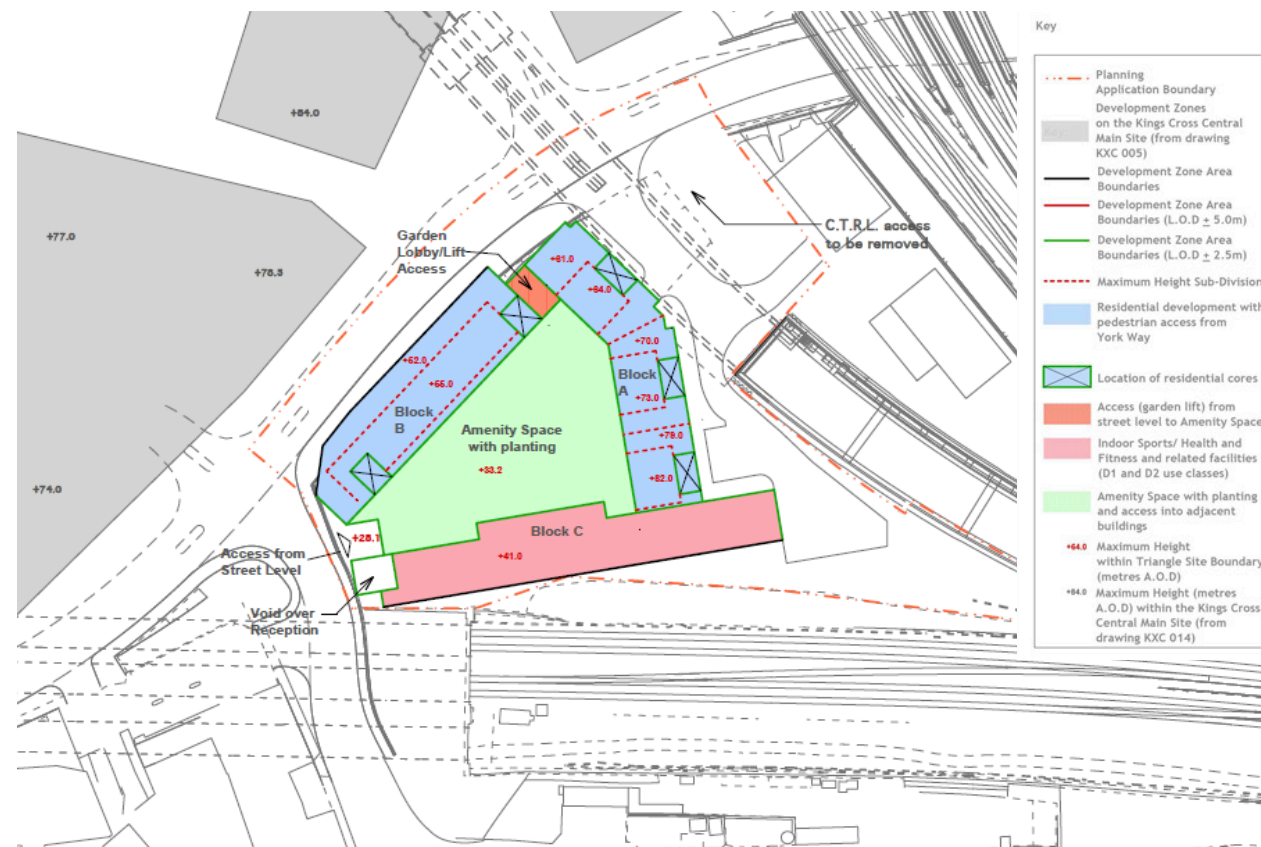 Key
Planning
Application Boundary
Development Zones
on the Kings Cross Central
Main Site (from drawing
KXC 005)
Development Zone Area
Boundaries
Development Zone Area
Boundaries (L.O.D ± 5.0m)
Development Zone Area
Boundaries (L.O.D ± 2.5m)
Maximum Height Sub-Division
Residential development with
pedestrian access from
York Way
Location of residential cores
Access (garden lift) from
street level to Amenity Space
Indoor Sports/ Health and
Fitness and related facilities
(D1 and D2 use classes)
Amenity Space with planting
and access into adjacent
buildings
+64.0 Maximum Height
within Triangle Site Boundary
(metres A.O.D)
+84.0 Maximum Height (metres
A.O.D) within the Kings Cross
Central Main Site (from
drawing KXC 014)
+84.0
+77.0
+74.0
Garden
Lobby/Lift
Access
C.T.R.L. access
to be removed
+61.0
+64.0
+70.0
Block
A
+73.0
+79.0
+82.0
+52.0
+55.0
Block
B
Amenity Space
with planting
+33.2
Block C
+41.0
Access from
Street Level
Void over
Reception